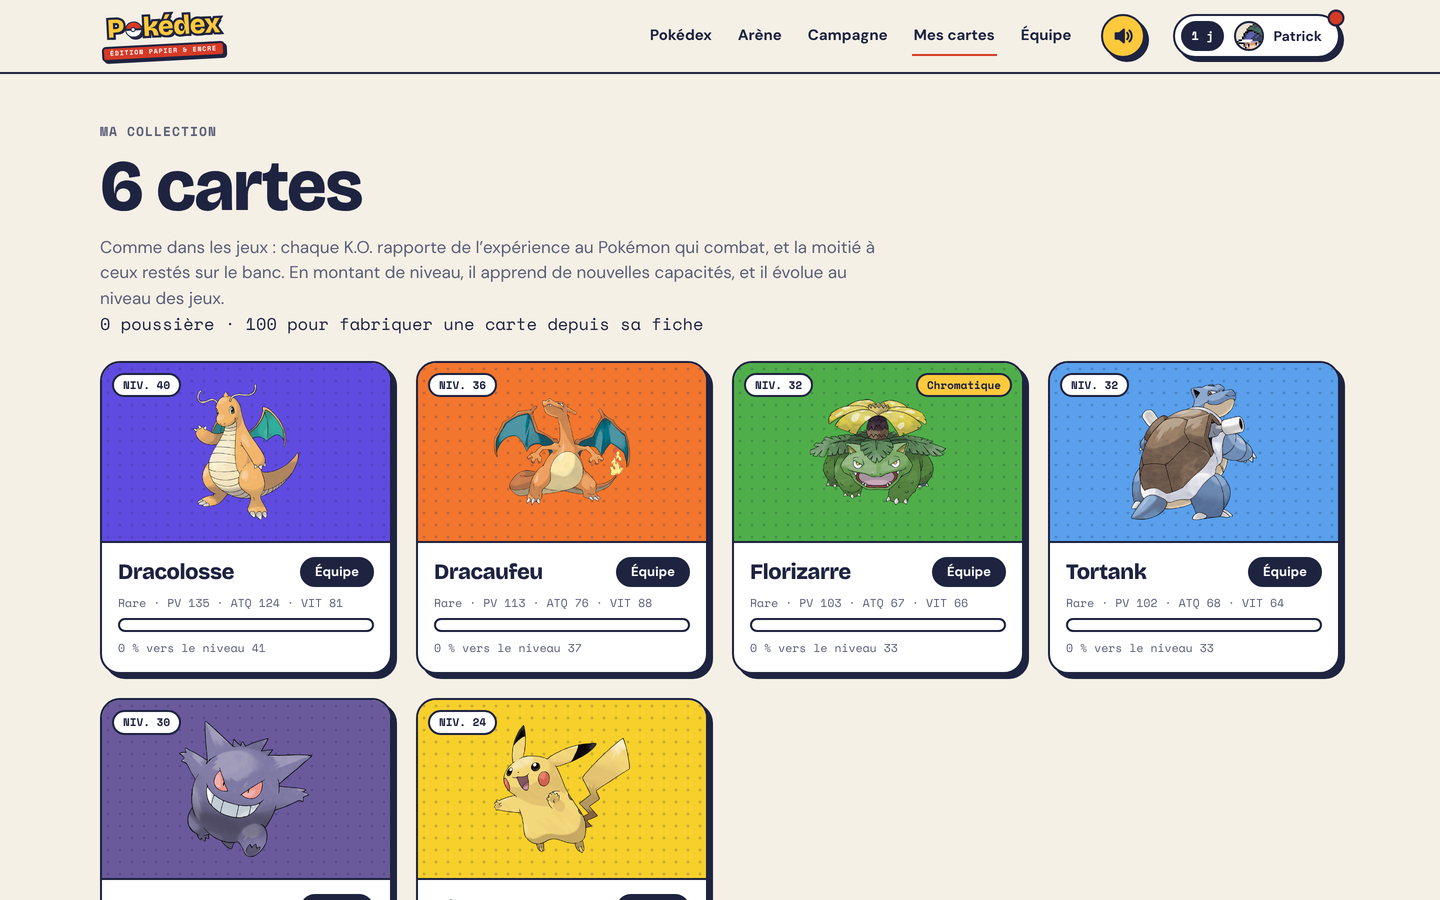 Pokédex
ÉDITION PAPIER & ENCRE
Pokédex
Arène
Campagne
Mes cartes
Équipe
1 j
Patrick
MA COLLECTION
6 cartes
Comme dans les jeux : chaque K.O. rapporte de l’expérience au Pokémon qui combat, et la moitié à
ceux restés sur le banc. En montant de niveau, il apprend de nouvelles capacités, et il évolue au
niveau des jeux.
0 poussière · 100 pour fabriquer une carte depuis sa fiche
NIV. 40
Dracolosse
Équipe
Rare · PV 135 · ATQ 124 · VIT 81
0 % vers le niveau 41
NIV. 36
Dracaufeu
Équipe
Rare · PV 113 · ATQ 76 · VIT 88
0 % vers le niveau 37
NIV. 32
Chromatique
Florizarre
Équipe
Rare · PV 103 · ATQ 67 · VIT 66
0 % vers le niveau 33
NIV. 32
Tortank
Équipe
Rare · PV 102 · ATQ 68 · VIT 64
0 % vers le niveau 33
NIV. 30
NIV. 24